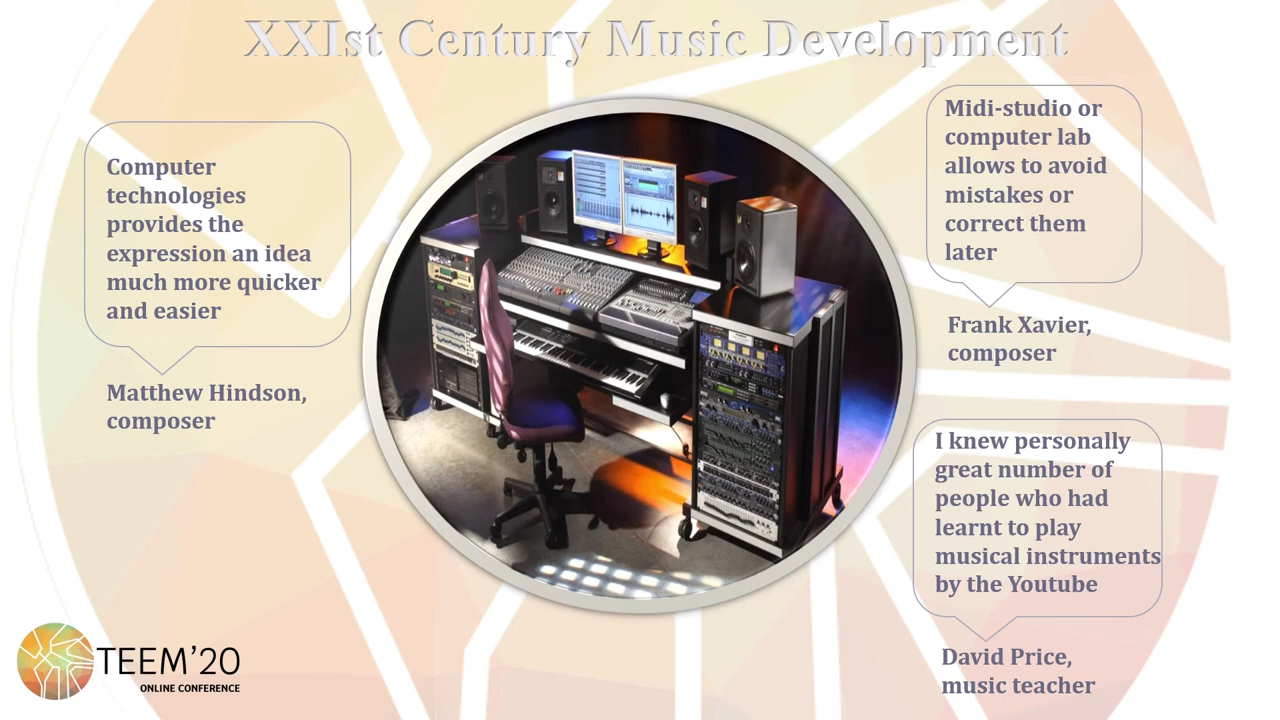 XXIst Century Music Development
Computer
technologies
provides the
expression an idea
much more quicker
and easier
Matthew Hindson,
composer
Midi-studio or
computer lab
allows to avoid
mistakes or
correct them
later
Frank Xavier,
composer
I knew personally
great number of
people who had
learnt to play
musical instruments
by the Youtube
David Price,
music teacher
TEEM’20
ONLINE CONFERENCE